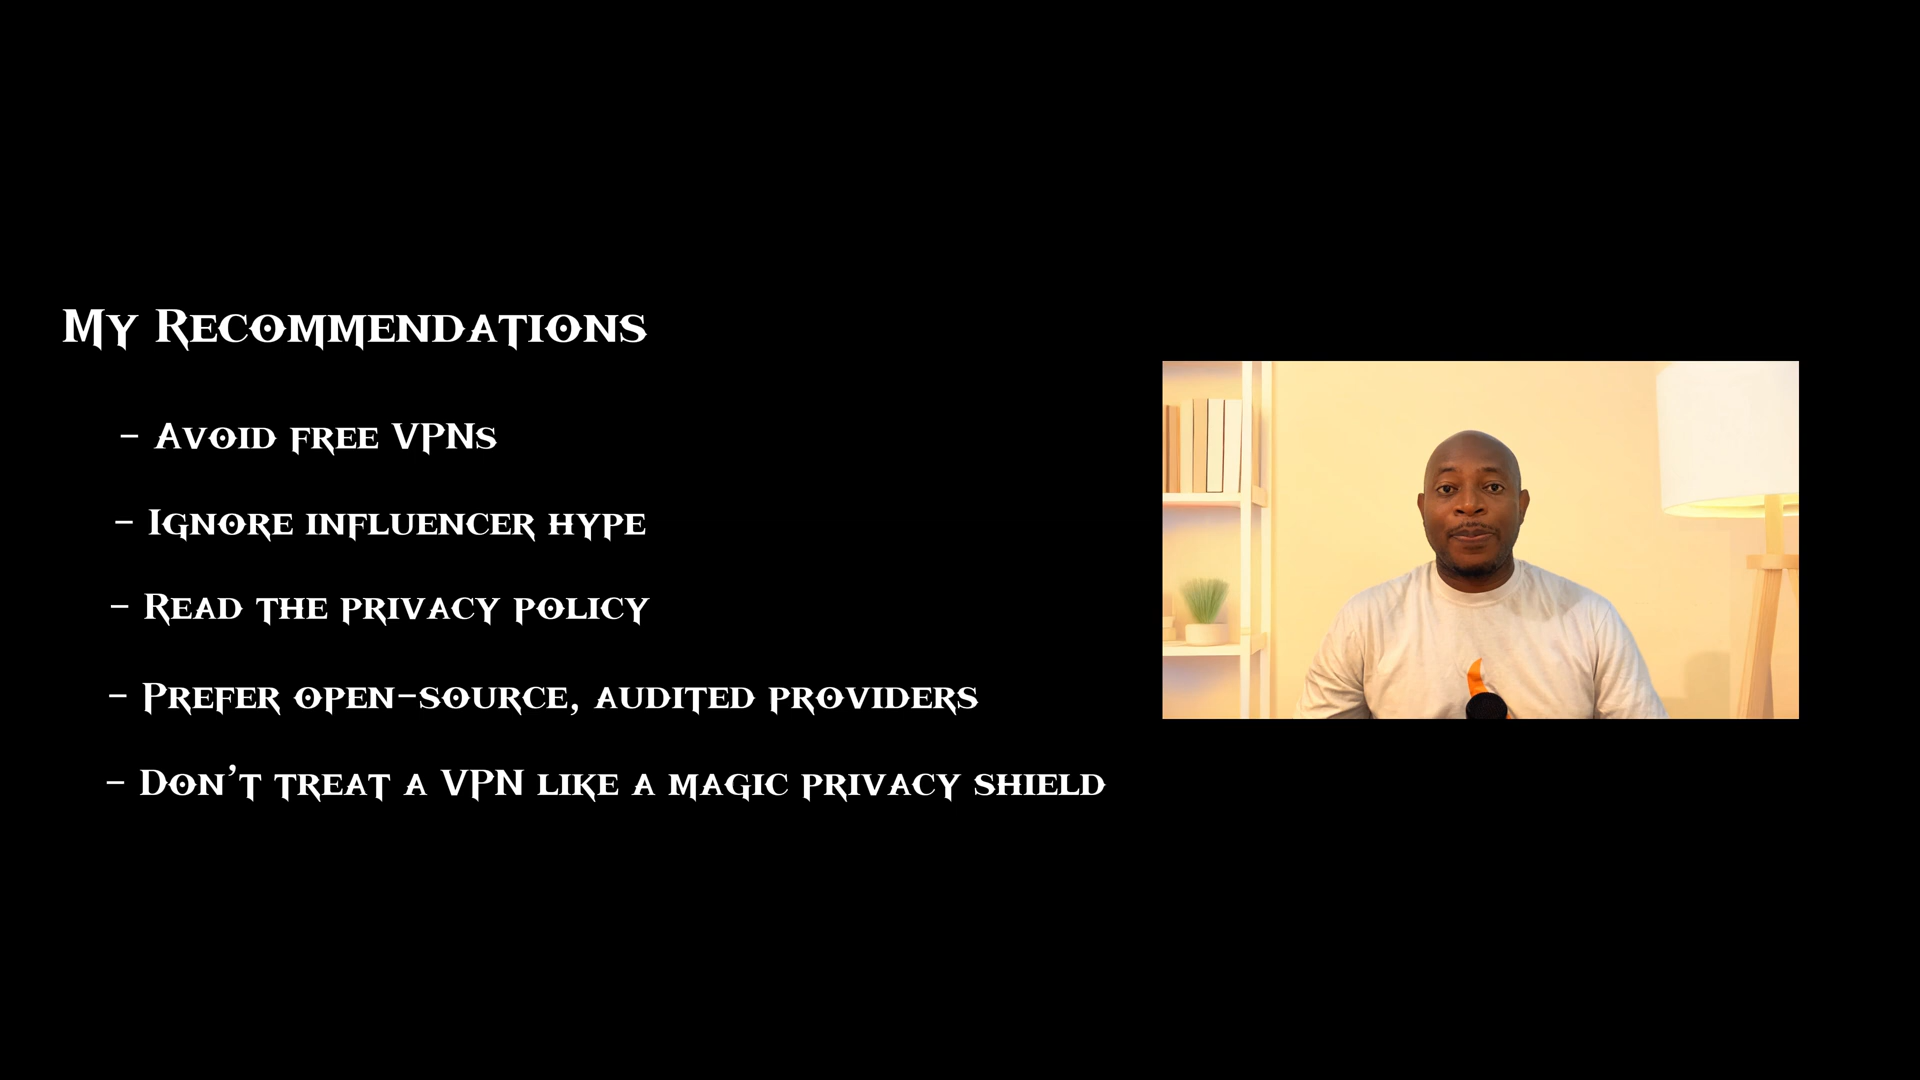 My Recommendations
- Avoid free VPNs
- Ignore influencer hype
- Read the privacy policy
- Prefer open-source, audited providers
- Don’t treat a VPN like a magic privacy shield